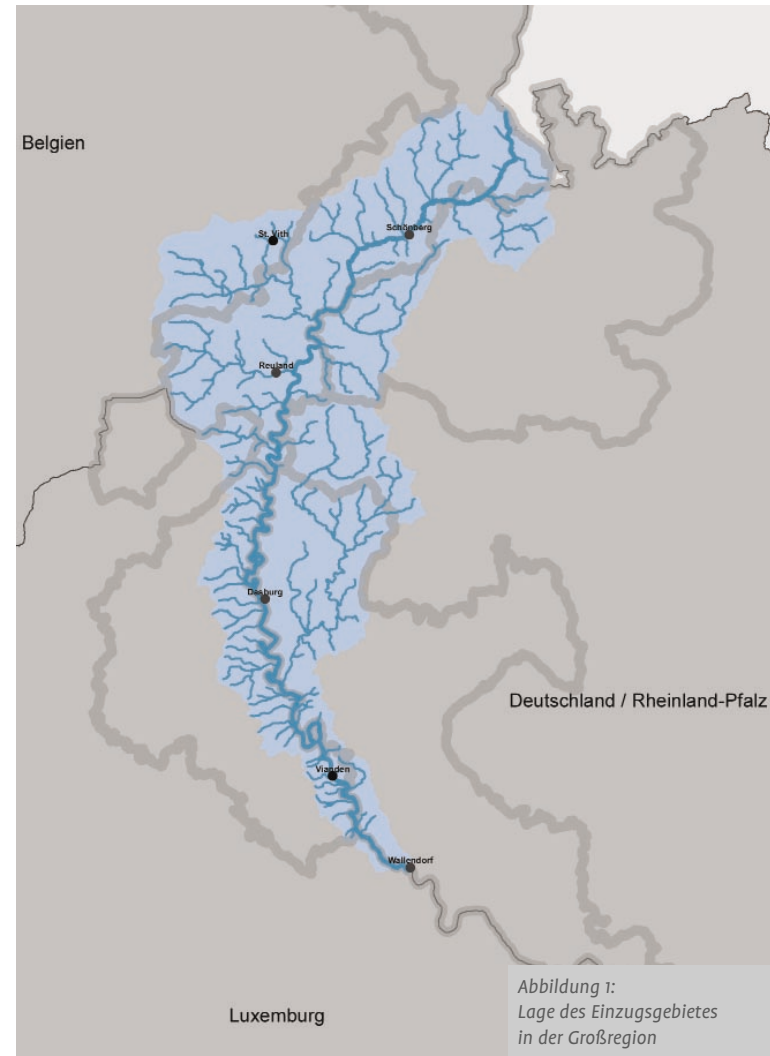 Belgien
St. Vith
Schönberg
Reuland
Dasburg
Deutschland / Rheinland-Pfalz
Vianden
Wallendorf
Luxemburg
Abbildung 1:
Lage des Einzugsgebietes
in der Großregion